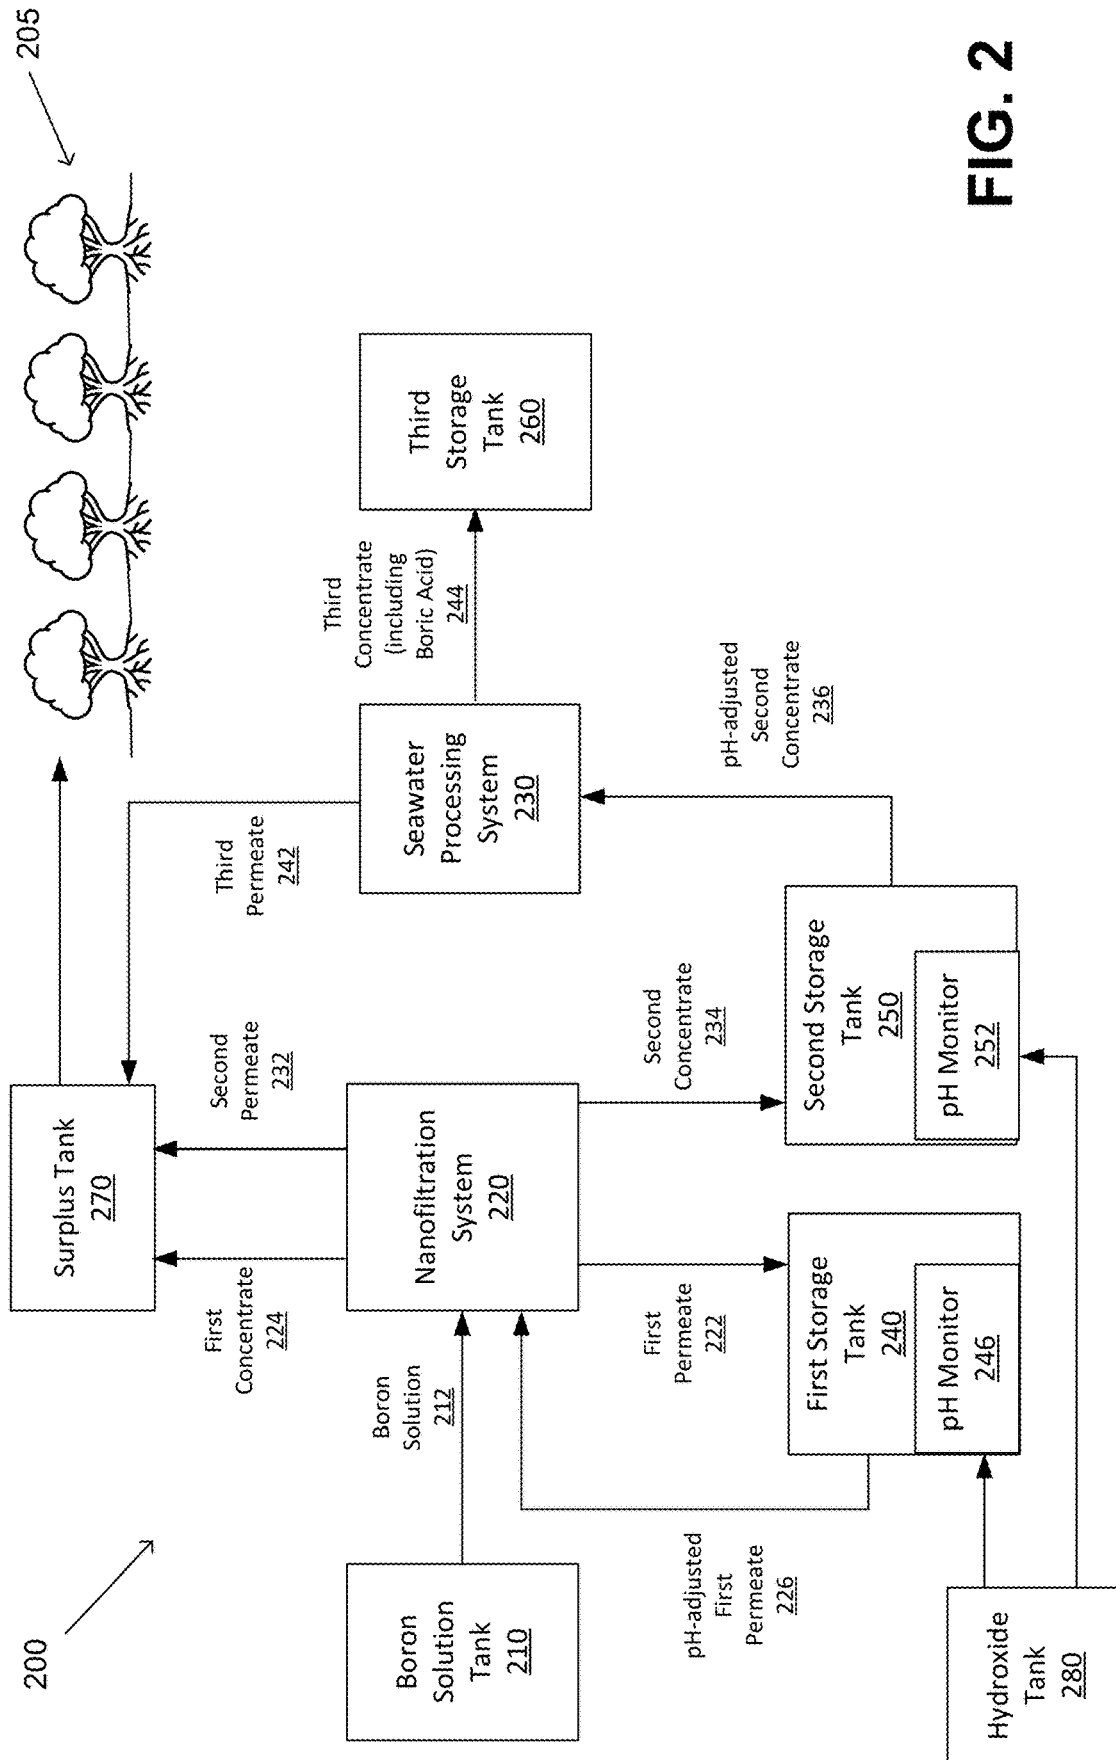 200
205
Surplus Tank
270
First
Concentrate
224
Second
Permeate
232
Third
Permeate
242
Boron
Solution
Tank
210
Boron
Solution
212
Nanofiltration
System
220
Seawater
Processing
System
230
Third
Concentrate
(including
Boric Acid)
244
Third
Storage
Tank
260
pH-adjusted
First
Permeate
226
First
Permeate
222
Second
Concentrate
234
pH-adjusted
Second
Concentrate
236
First Storage
Tank
240
pH Monitor
246
Second Storage
Tank
250
pH Monitor
252
Hydroxide
Tank
280
FIG. 2